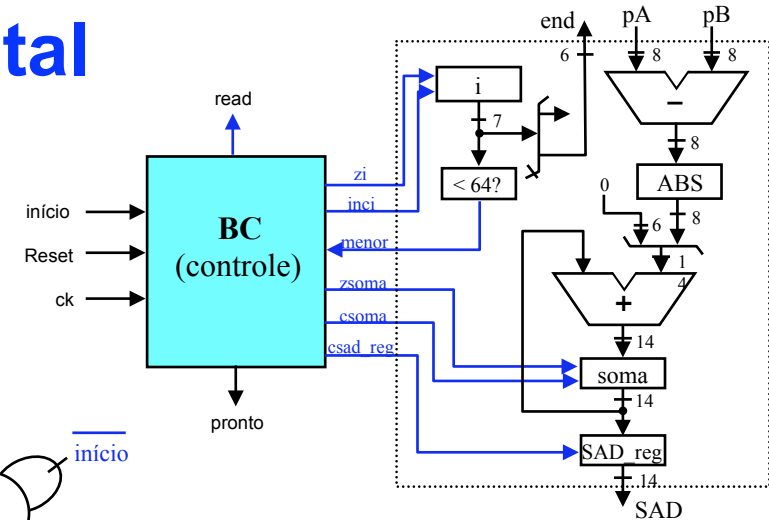 tal
read
início
Reset
ck
BC
(controle)
pronto
início
zi
inci
menor
zsoma
csoma
csad_reg
end
6
pA
pB
8
8
i
7
< 64?
–
8
ABS
0
6
8
1
4
+
14
soma
14
SAD_reg
14
SAD